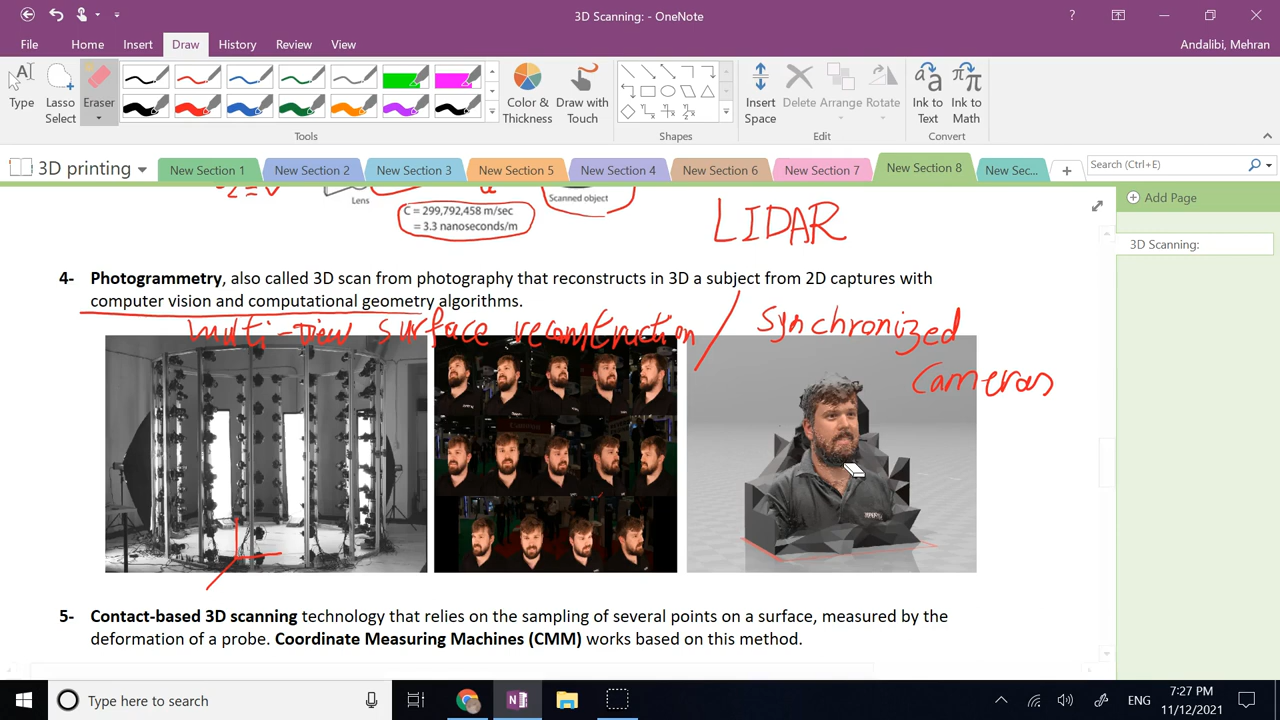 3D Scanning: - OneNote
File Home Insert Draw History Review View
Andalibi, Mehran
Type
Lasso Select
Eraser
Color & Thickness
Draw with Touch
Insert Space
Delete
Arrange
Rotate
Ink to Text
Ink to Math
Tools
Shapes
Edit
Convert
3D printing
New Section 1
New Section 2
New Section 3
New Section 5
New Section 4
New Section 6
New Section 7
New Section 8
New Sec...
Search (Ctrl+E)
Add Page
3D Scanning:
Lens
Scanned object
C = 299,792,458 m/sec
= 3.3 nanoseconds/m
LIDAR
4- Photogrammetry, also called 3D scan from photography that reconstructs in 3D a subject from 2D captures with
computer vision and computational geometry algorithms.
multi-view surface reconstruction / Synchronized
Cameras
5- Contact-based 3D scanning technology that relies on the sampling of several points on a surface, measured by the
deformation of a probe. Coordinate Measuring Machines (CMM) works based on this method.
Type here to search
ENG
7:27 PM
11/12/2021